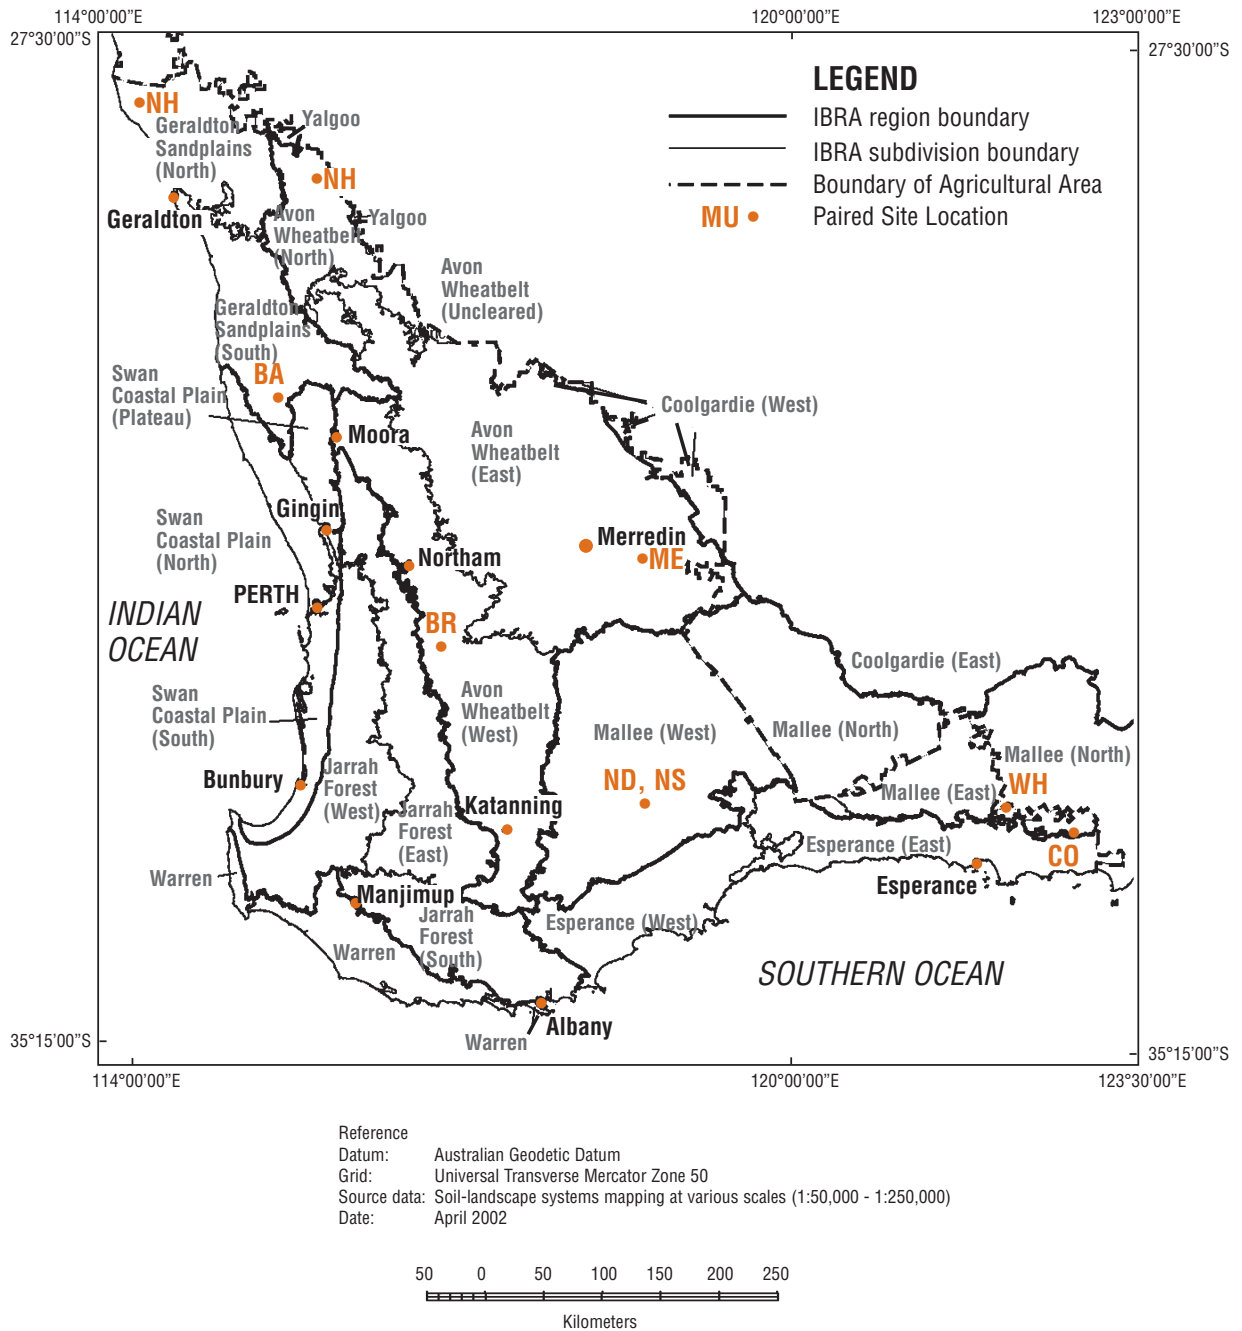 114°00’00”E
120°00’00”E
123°00’00”E
27°30’00”S
27°30’00”S
LEGEND
IBRA region boundary
IBRA subdivision boundary
Boundary of Agricultural Area
MU
Paired Site Location
NH
Geraldton
Sandplains
(North)
Yalgoo
NH
Geraldton
Avon
Wheatbelt
(North)
Yalgoo
Avon
Wheatbelt
(Uncleared)
Geraldton
Sandplains
(South)
BA
Swan
Coastal Plain
(Plateau)
Coolgardie (West)
Moora
Avon
Wheatbelt
(East)
Gingin
Swan
Coastal Plain
(North)
Merredin
ME
Northam
PERTH
INDIAN
OCEAN
BR
Coolgardie (East)
Swan
Coastal Plain
(South)
Avon
Wheatbelt
(West)
Mallee (West)
Mallee (North)
Mallee (North)
Bunbury
Jarrah
Forest
(West)
ND, NS
WH
Mallee (East)
Katanning
Jarrah
Forest
(East)
Esperance (East)
CO
Warren
Esperance
Manjimup
Jarrah
Forest
(South)
Esperance (West)
Warren
SOUTHERN OCEAN
Albany
Warren
35°15’00”S
35°15’00”S
114°00’00”E
120°00’00”E
123°30’00”E
Reference
Datum: Australian Geodetic Datum
Grid: Universal Transverse Mercator Zone 50
Source data: Soil-landscape systems mapping at various scales (1:50,000 - 1:250,000)
Date: April 2002
50 0 50 100 150 200 250
Kilometers